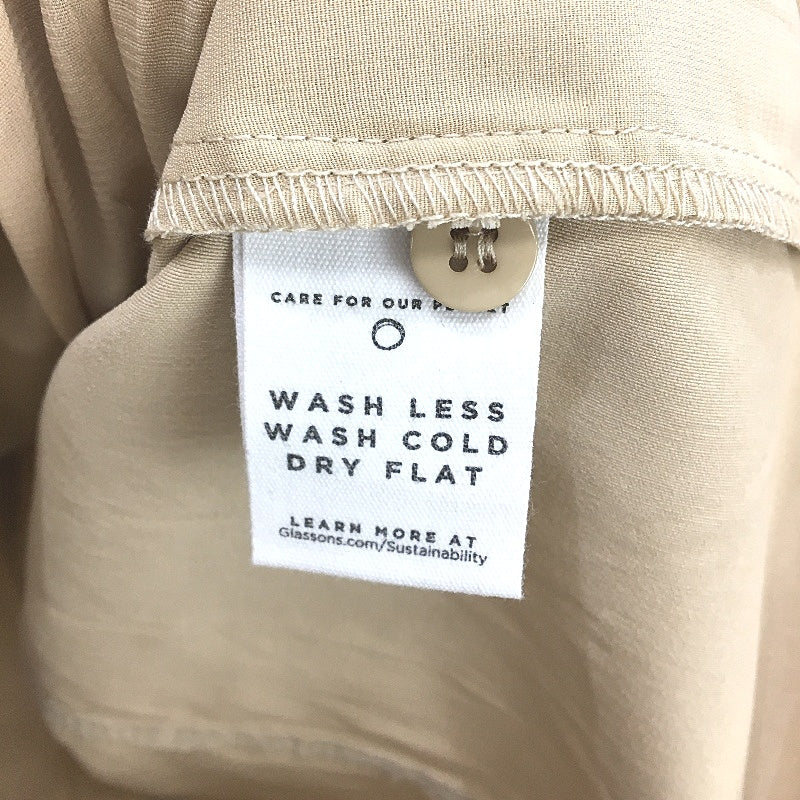 CARE FOR OUR
WASH LESS
WASH COLD
DRY FLAT
LEARN MORE AT
Glassons.com/Sustainability